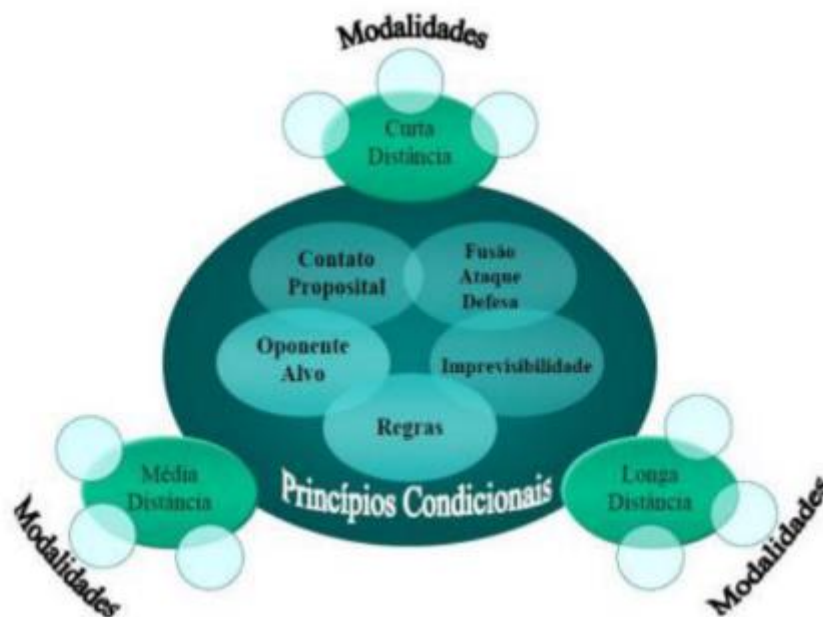 Modalidades
Curta
Distância
Contato
Proposital
Fusão
Ataque
Defesa
Oponente
Alvo
Imprevisibilidade
Regras
Princípios Condicionais
Média
Distância
Modalidades
Longa
Distância
Modalidades